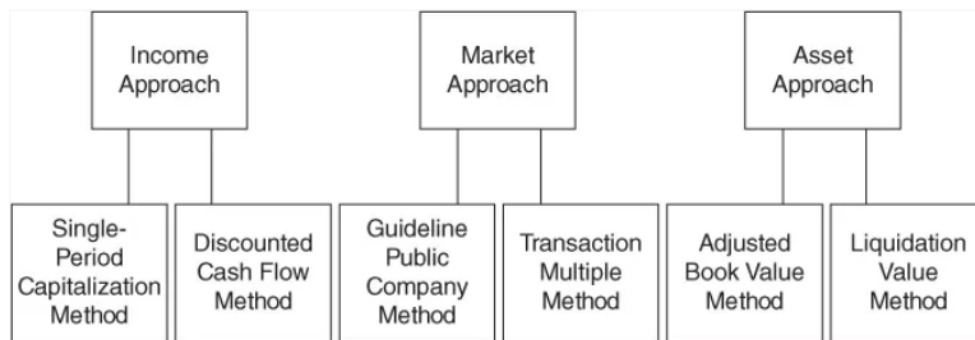 Income
Approach
Market
Approach
Asset
Approach
Single-
Period
Capitalization
Method
Discounted
Cash Flow
Method
Guideline
Public
Company
Method
Transaction
Multiple
Method
Adjusted
Book Value
Method
Liquidation
Value
Method